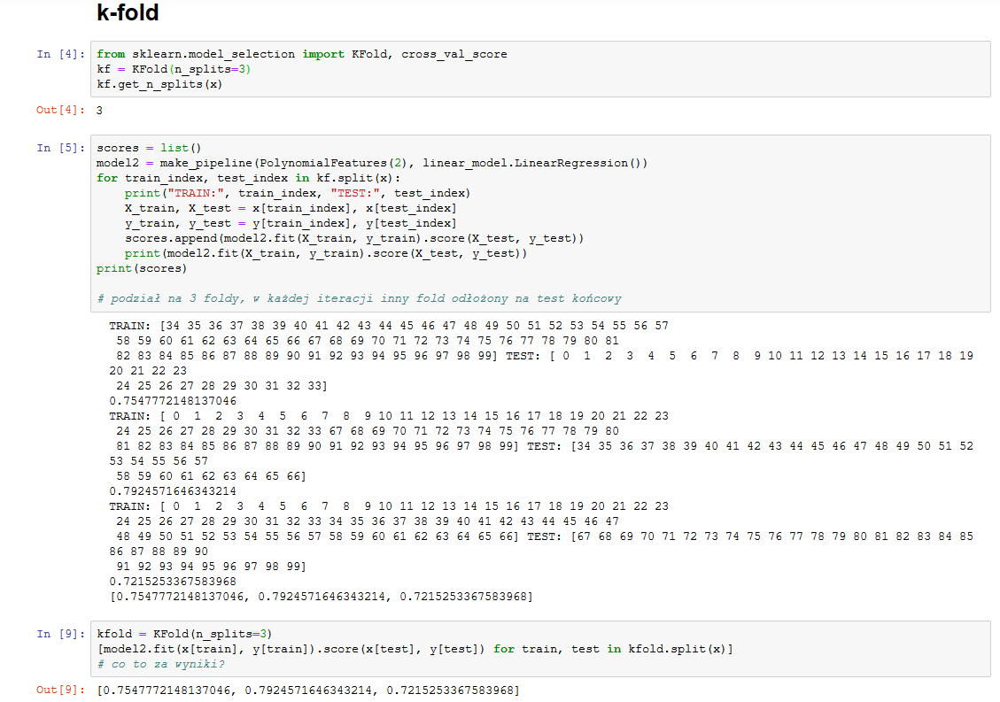 k-fold
In [4]: from sklearn.model_selection import KFold, cross_val_score
kf = KFold(n_splits=3)
kf.get_n_splits(x)
Out[4]: 3
In [5]: scores = list()
model2 = make_pipeline(PolynomialFeatures(2), linear_model.LinearRegression())
for train_index, test_index in kf.split(x):
    print("TRAIN:", train_index, "TEST:", test_index)
    X_train, X_test = x[train_index], x[test_index]
    y_train, y_test = y[train_index], y[test_index]
    scores.append(model2.fit(X_train, y_train).score(X_test, y_test))
    print(model2.fit(X_train, y_train).score(X_test, y_test))
print(scores)
# podział na 3 foldy, w każdej iteracji inny fold odłożony na test końcowy
TRAIN: [34 35 36 37 38 39 40 41 42 43 44 45 46 47 48 49 50 51 52 53 54 55 56 57
 58 59 60 61 62 63 64 65 66 67 68 69 70 71 72 73 74 75 76 77 78 79 80 81
 82 83 84 85 86 87 88 89 90 91 92 93 94 95 96 97 98 99] TEST: [ 0  1  2  3  4  5  6  7  8  9 10 11 12 13 14 15 16 17 18 19
20 21 22 23
 24 25 26 27 28 29 30 31 32 33]
0.7547772148137046
TRAIN: [ 0  1  2  3  4  5  6  7  8  9 10 11 12 13 14 15 16 17 18 19 20 21 22 23
 24 25 26 27 28 29 30 31 32 33 67 68 69 70 71 72 73 74 75 76 77 78 79 80
 81 82 83 84 85 86 87 88 89 90 91 92 93 94 95 96 97 98 99] TEST: [34 35 36 37 38 39 40 41 42 43 44 45 46 47 48 49 50 51 52
53 54 55 56 57
 58 59 60 61 62 63 64 65 66]
0.7924571646343214
TRAIN: [ 0  1  2  3  4  5  6  7  8  9 10 11 12 13 14 15 16 17 18 19 20 21 22 23
 24 25 26 27 28 29 30 31 32 33 34 35 36 37 38 39 40 41 42 43 44 45 46 47
 48 49 50 51 52 53 54 55 56 57 58 59 60 61 62 63 64 65 66] TEST: [67 68 69 70 71 72 73 74 75 76 77 78 79 80 81 82 83 84 85
86 87 88 89 90
 91 92 93 94 95 96 97 98 99]
0.7215253367583968
[0.7547772148137046, 0.7924571646343214, 0.7215253367583968]
In [9]: kfold = KFold(n_splits=3)
[model2.fit(x[train], y[train]).score(x[test], y[test]) for train, test in kfold.split(x)]
# co to za wyniki?
Out[9]: [0.7547772148137046, 0.7924571646343214, 0.7215253367583968]